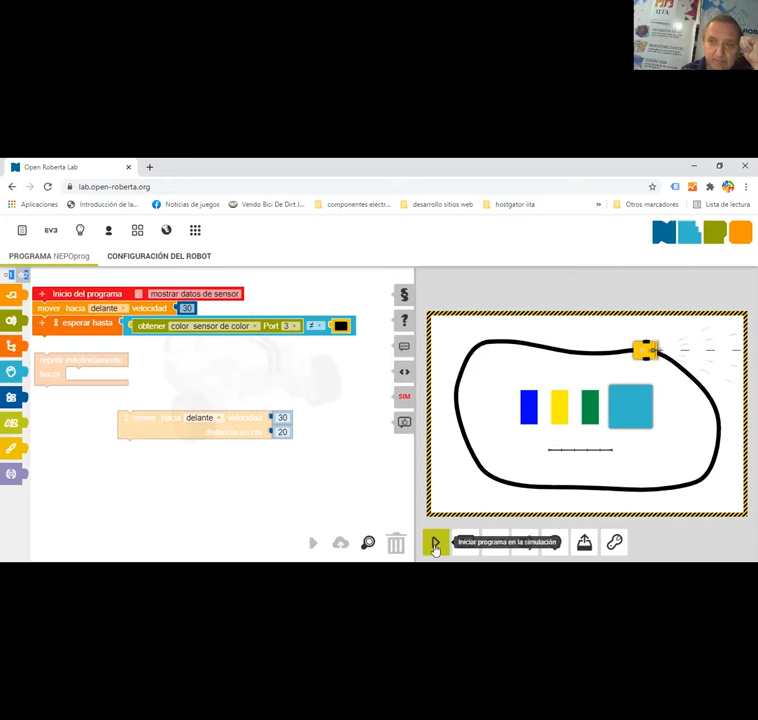 IITA
Open Roberta Lab
lab.open-roberta.org
Aplicaciones
Introducción de la...
Noticias de juegos
Vendo Bici De Dirt J...
componentes electr...
desarrollo sitios web
hostgator iita
»
Otros marcadores
Lista de lectura
EV3
PROGRAMA NEPOprog
CONFIGURACIÓN DEL ROBOT
1 2
+ Inicio del programa mostrar datos de sensor
mover hacia delante velocidad 30
+ esperar hasta obtener color sensor de color Port 3 ≠
repetir indefinidamente
hacer
mover hacia delante velocidad 30
distancia en cm 20
?
SIM
Iniciar programa en la simulación